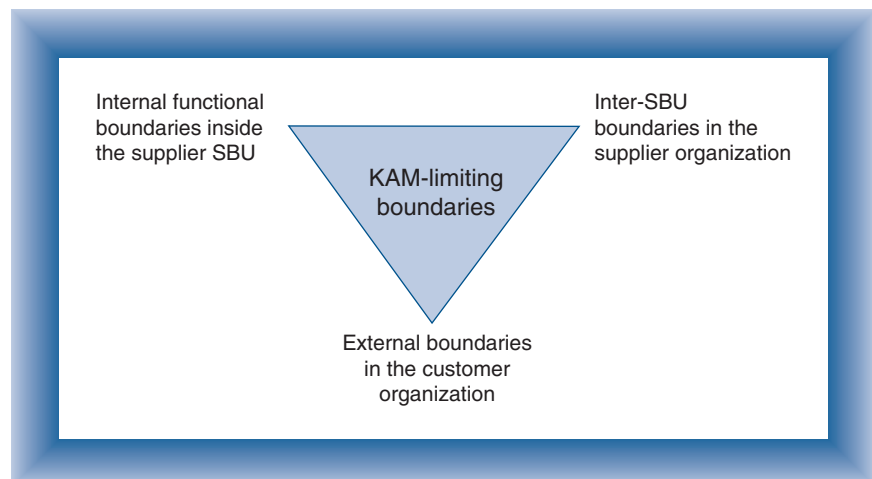 Internal functional
boundaries inside
the supplier SBU
Inter-SBU
boundaries in the
supplier organization
KAM-limiting
boundaries
External boundaries
in the customer
organization